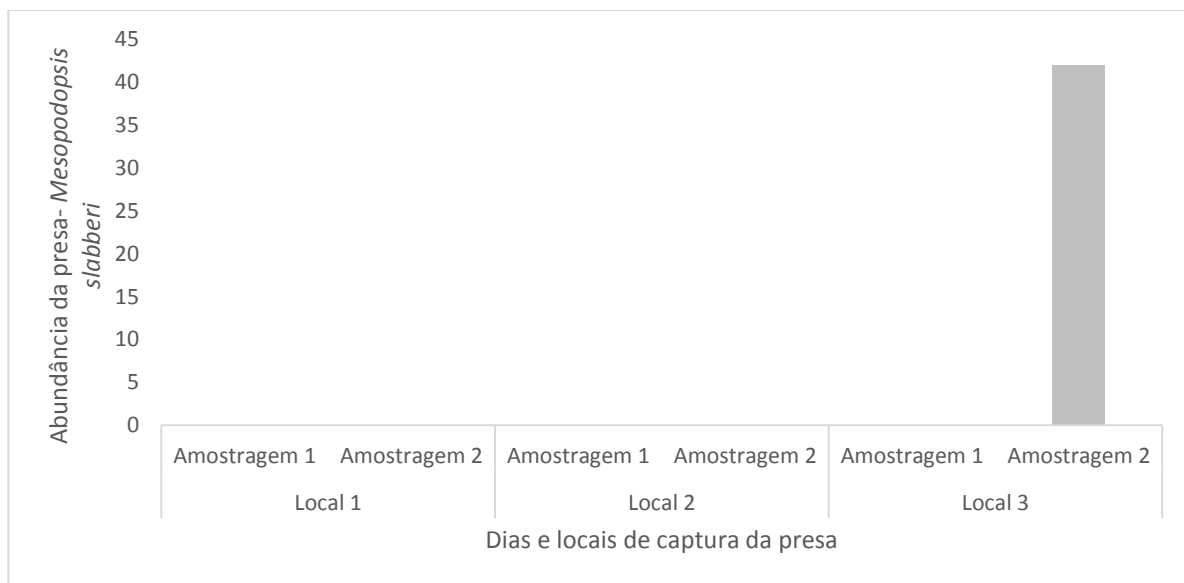 Abundância da presa- Mesopodopsis
slabberi
45
40
35
30
25
20
15
10
5
0
Amostragem 1 Amostragem 2 Amostragem 1 Amostragem 2 Amostragem 1 Amostragem 2
Local 1 Local 2 Local 3
Dias e locais de captura da presa